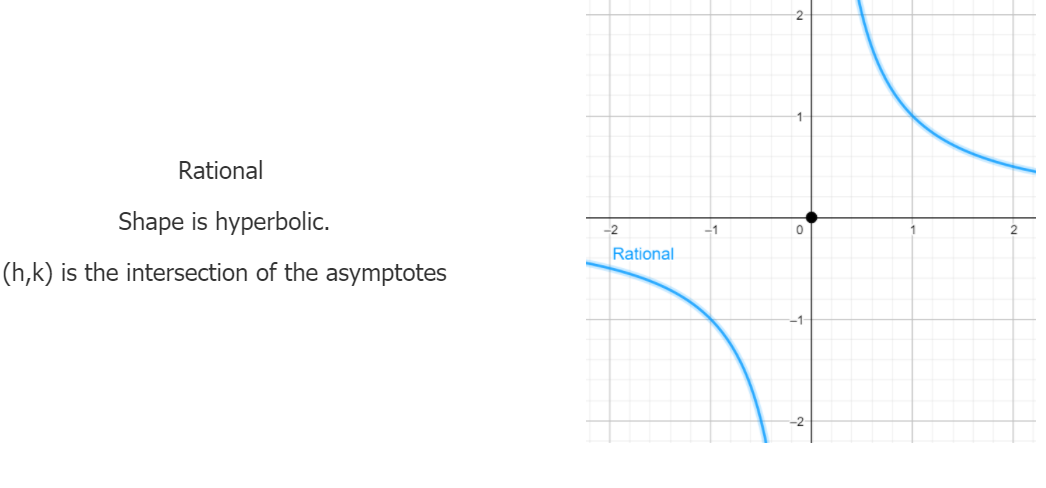 Rational
Shape is hyperbolic.
(h,k) is the intersection of the asymptotes
2
1
–2
–1
0
1
2
Rational
–1
–2